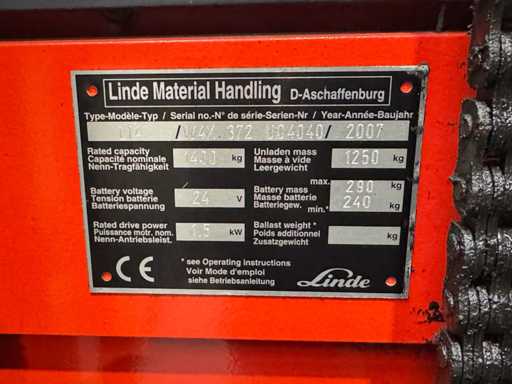 Linde Material Handling D-Aschaffenburg
Type-Modèle-Typ / Serial no.-N° de série-Serien-Nr / Year-Année-Baujahr
/ / 2007
Rated capacity
Capacité nominale
Nenn-Tragfähigkeit
1400 kg
Unladen mass
Masse à vide
Leergewicht
1250 kg
Battery voltage
Tension batterie
Batteriespannung
24 V
Battery mass
Masse batterie
Batteriegew.
max. 290 kg
min.* 240 kg
Rated drive power
Puissance motr. nom.
Nenn-Antriebsleist.
1.5 kW
Ballast weight *
Poids additionnel
Zusatzgewicht
kg
CE
* see Operating instructions
Voir Mode d'emploi
siehe Betriebsanleitung
Linde